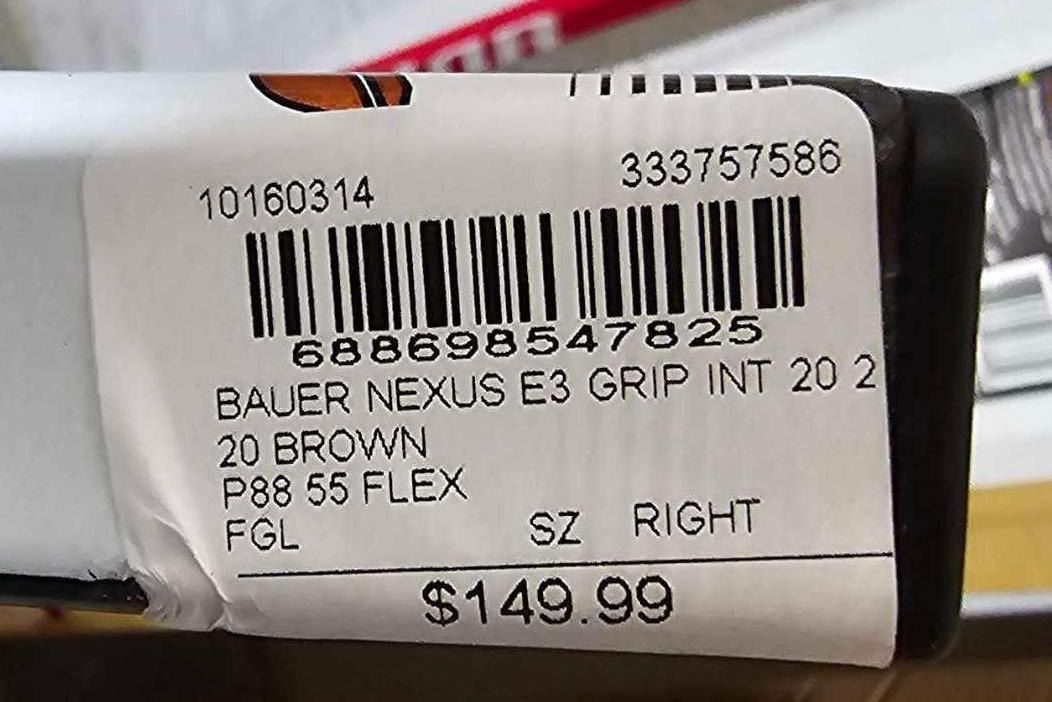 10160314 333757586
688698547825
BAUER NEXUS E3 GRIP INT 20 2
20 BROWN
P88 55 FLEX
FGL SZ RIGHT
$149.99